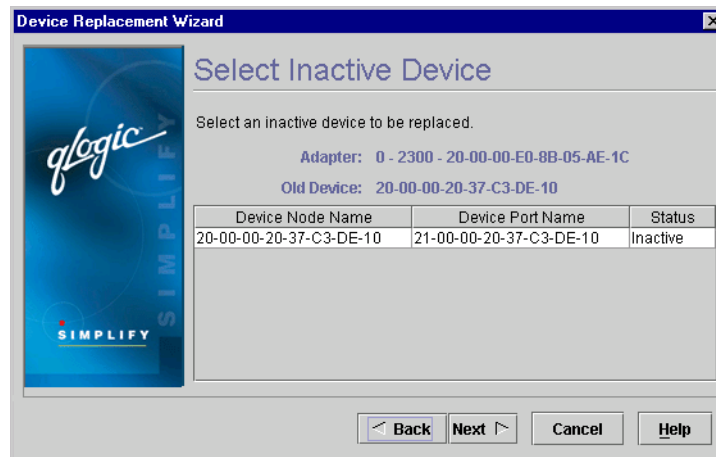 Device Replacement Wizard
Select Inactive Device
Select an inactive device to be replaced.
Adapter: 0 - 2300 - 20-00-00-E0-8B-05-AE-1C
Old Device: 20-00-00-20-37-C3-DE-10
Device Node Name Device Port Name Status
20-00-00-20-37-C3-DE-10 21-00-00-20-37-C3-DE-10 Inactive
qlogic
SIMPLIFY
SIMPLIFY
Back Next Cancel Help